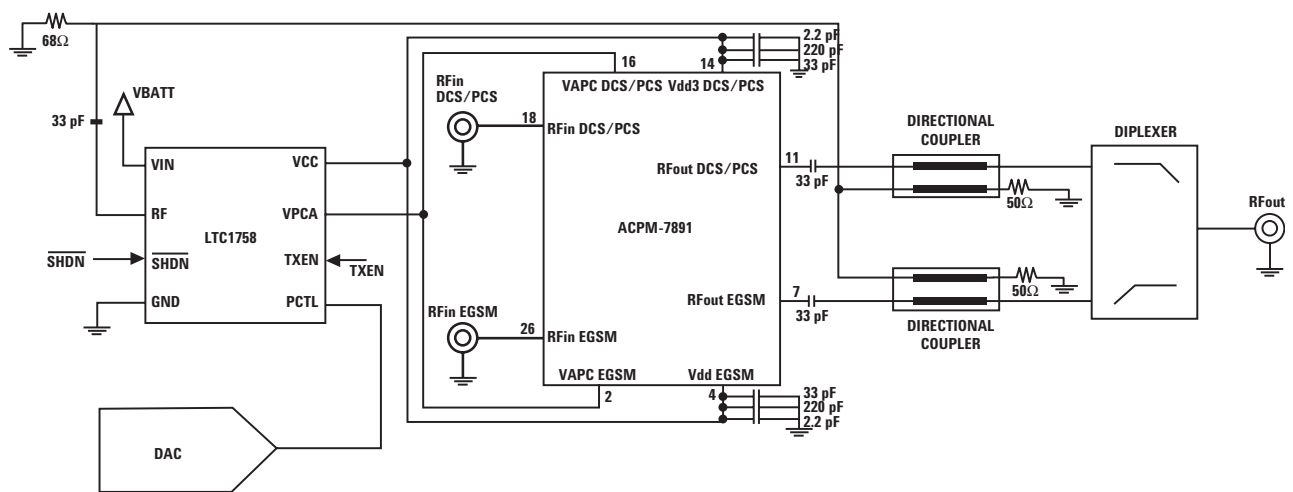 68Ω
VBATT
33 pF
VIN
VCC
RF
VPCA
LTC1758
SHDN
SHDN
TXEN
TXEN
GND
PCTL
DAC
RFin
DCS/PCS
18
RFin EGSM
26
16
14
2.2 pF
220 pF
33 pF
VAPC DCS/PCS
Vdd3 DCS/PCS
RFin DCS/PCS
RFout DCS/PCS
ACPM-7891
RFout EGSM
RFin EGSM
VAPC EGSM
Vdd EGSM
2
4
33 pF
220 pF
2.2 pF
11
33 pF
7
33 pF
DIRECTIONAL
COUPLER
50Ω
50Ω
DIRECTIONAL
COUPLER
DIPLEXER
RFout